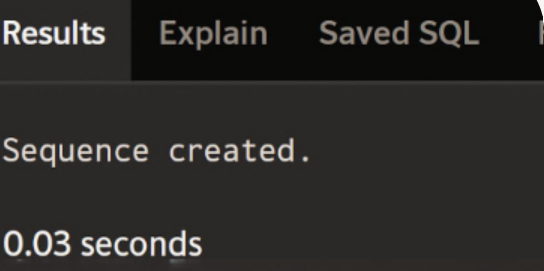 Results Explain Saved SQL
Sequence created.
0.03 seconds